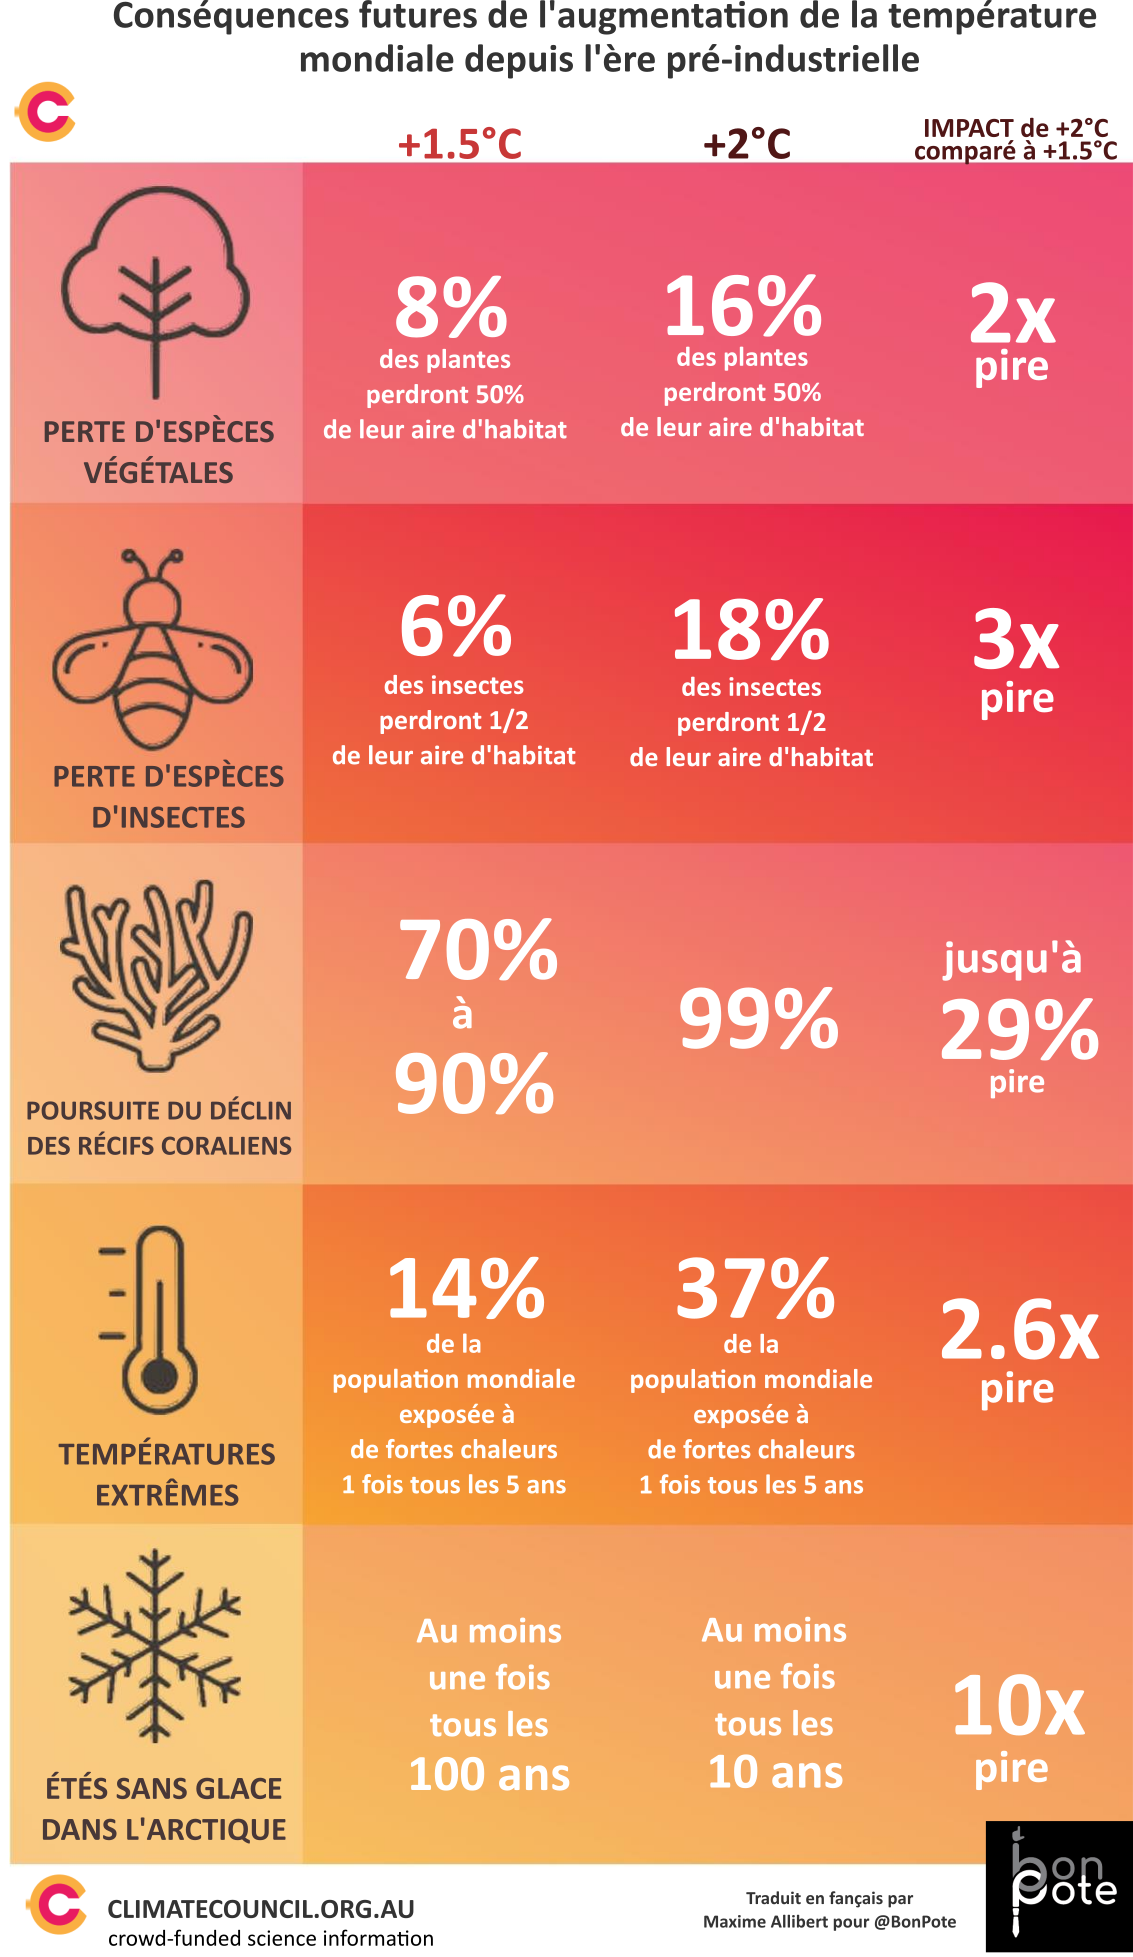 Conséquences futures de l'augmentation de la température
mondiale depuis l'ère pré-industrielle
+1.5°C
+2°C
IMPACT de +2°C
comparé à +1.5°C
PERTE D'ESPÈCES
VÉGÉTALES
8%
des plantes
perdront 50%
de leur aire d'habitat
16%
des plantes
perdront 50%
de leur aire d'habitat
2x
pire
PERTE D'ESPÈCES
D'INSECTES
6%
des insectes
perdront 1/2
de leur aire d'habitat
18%
des insectes
perdront 1/2
de leur aire d'habitat
3x
pire
POURSUITE DU DÉCLIN
DES RÉCIFS CORALIENS
70%
à
90%
99%
jusqu'à
29%
pire
TEMPÉRATURES
EXTRÊMES
14%
de la
population mondiale
exposée à
de fortes chaleurs
1 fois tous les 5 ans
37%
de la
population mondiale
exposée à
de fortes chaleurs
1 fois tous les 5 ans
2.6x
pire
ÉTÉS SANS GLACE
DANS L'ARCTIQUE
Au moins
une fois
tous les
100 ans
Au moins
une fois
tous les
10 ans
10x
pire
CLIMATECOUNCIL.ORG.AU
crowd-funded science information
Traduit en fançais par
Maxime Allibert pour @BonPote
bon
Pote